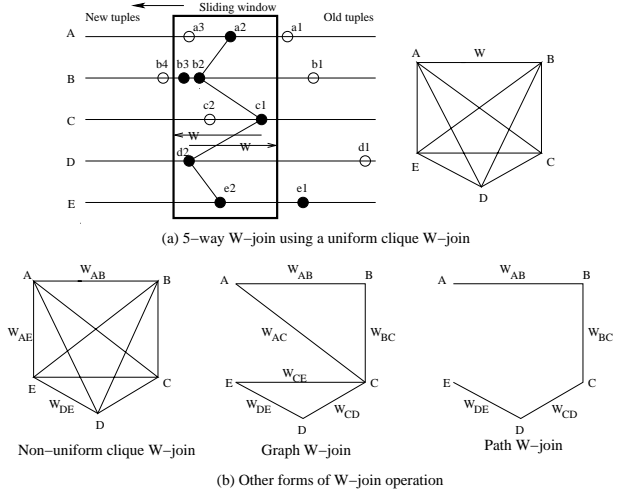 New tuples Sliding window Old tuples
A a3 a2 a1
B b4 b3 b2 b1
C c2 c1
W
W
D d2 d1
E e2 e1
A W B
E C
D
(a) 5−way W−join using a uniform clique W−join
A W_AB B
W_AE
E C
W_DE
D
Non−uniform clique W−join
A W_AB B
W_AC W_BC
W_CE
E C
W_DE W_CD
D
Graph W−join
A W_AB B
W_BC
E C
W_DE W_CD
D
Path W−join
(b) Other forms of W−join operation